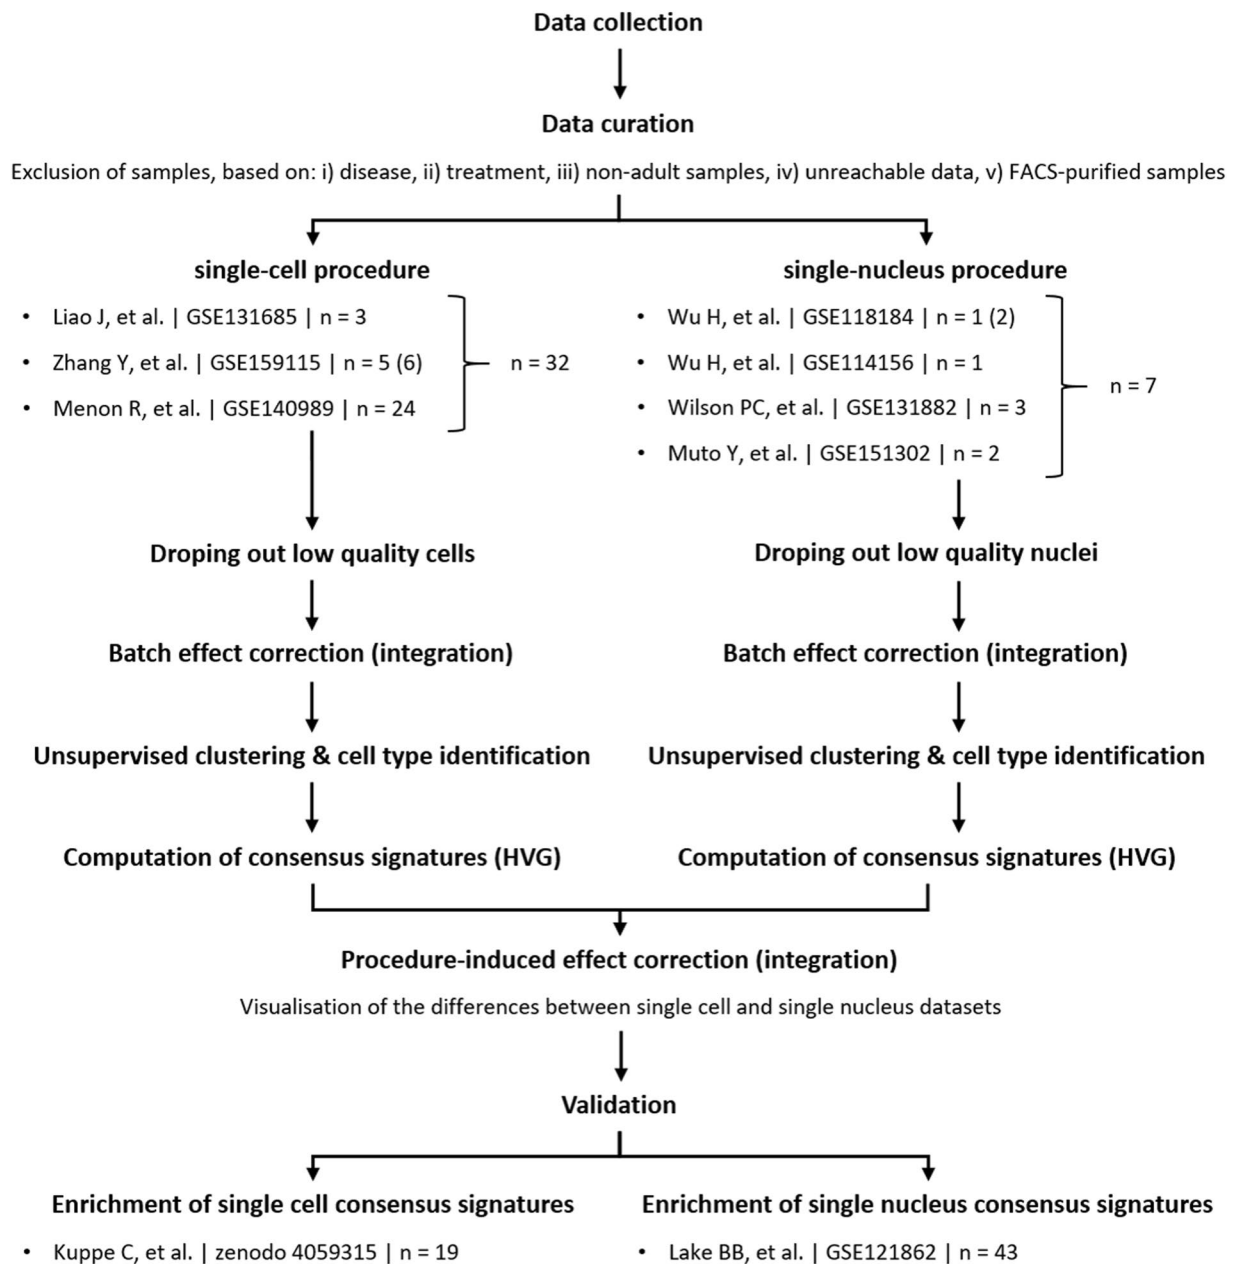 Data collection
Data curation
Exclusion of samples, based on: i) disease, ii) treatment, iii) non-adult samples, iv) unreachable data, v) FACS-purified samples
single-cell procedure
• Liao J, et al. | GSE131685 | n = 3
• Zhang Y, et al. | GSE159115 | n = 5 (6)
• Menon R, et al. | GSE140989 | n = 24
n = 32
single-nucleus procedure
• Wu H, et al. | GSE118184 | n = 1 (2)
• Wu H, et al. | GSE114156 | n = 1
• Wilson PC, et al. | GSE131882 | n = 3
• Muto Y, et al. | GSE151302 | n = 2
n = 7
Droping out low quality cells
Batch effect correction (integration)
Unsupervised clustering & cell type identification
Computation of consensus signatures (HVG)
Droping out low quality nuclei
Batch effect correction (integration)
Unsupervised clustering & cell type identification
Computation of consensus signatures (HVG)
Procedure-induced effect correction (integration)
Visualisation of the differences between single cell and single nucleus datasets
Validation
Enrichment of single cell consensus signatures
• Kuppe C, et al. | zenodo 4059315 | n = 19
Enrichment of single nucleus consensus signatures
• Lake BB, et al. | GSE121862 | n = 43